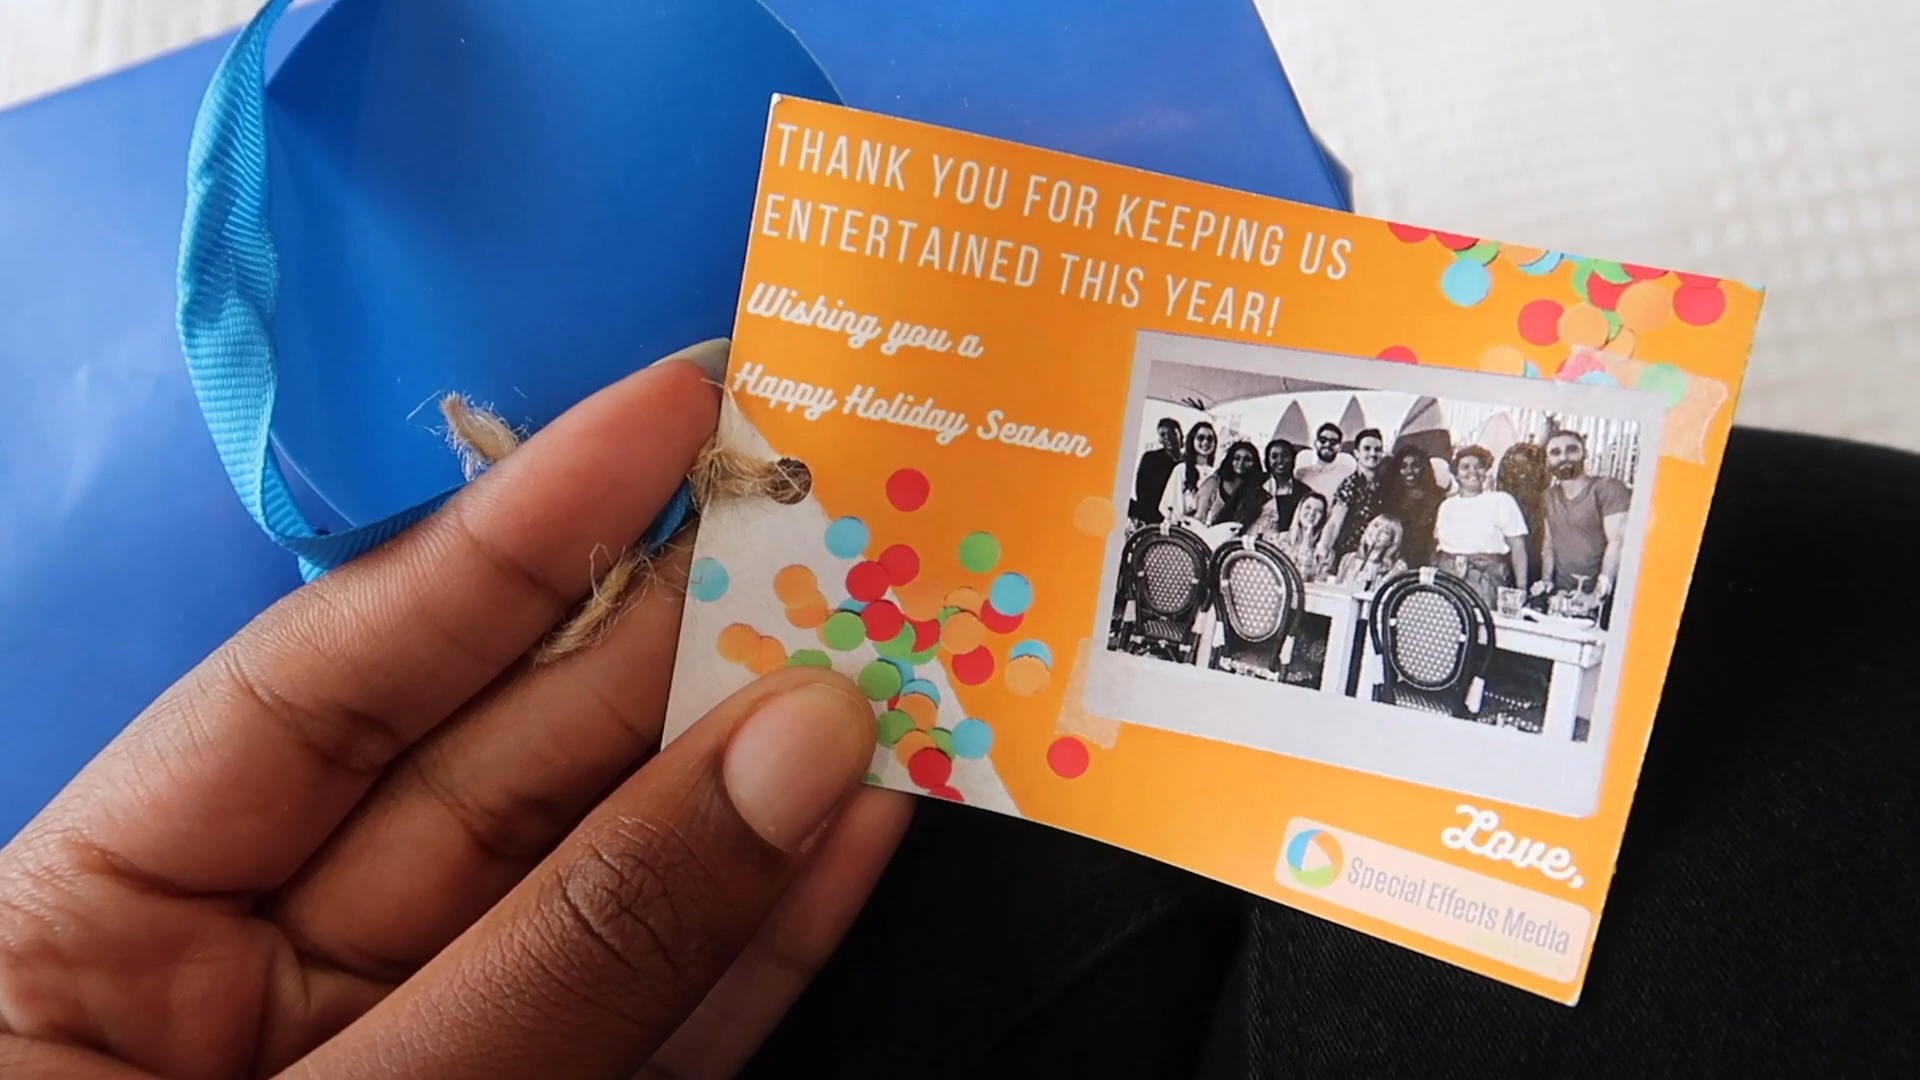 THANK YOU FOR KEEPING US
ENTERTAINED THIS YEAR!
Wishing you a
Happy Holiday Season
Love,
Special Effects Media